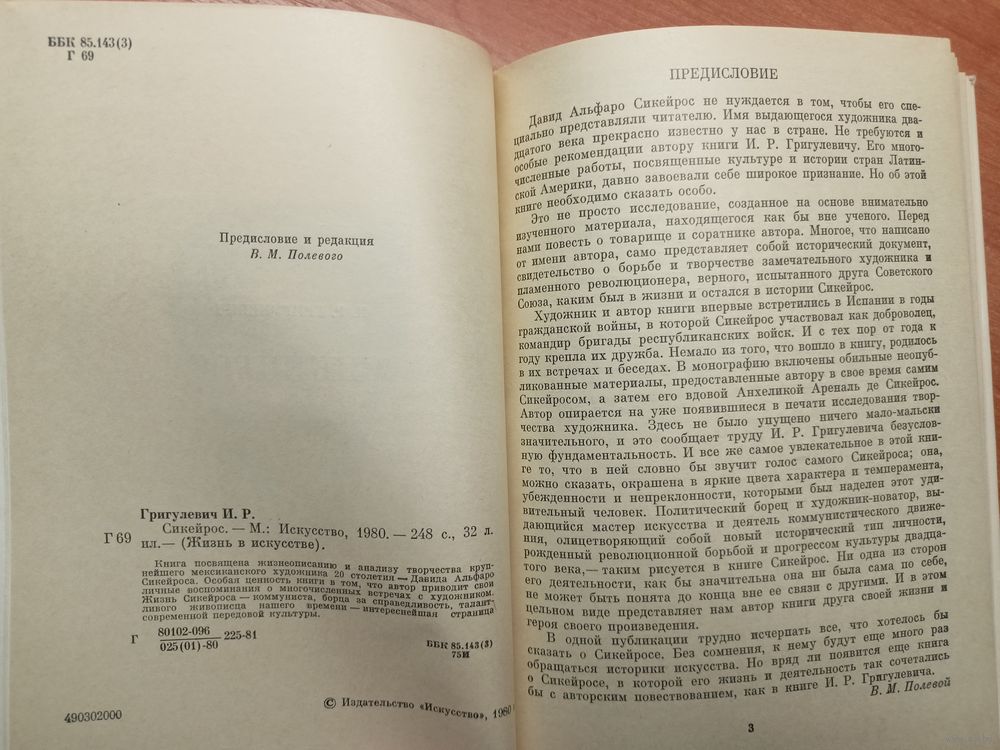 ББК 85.143(3)
Г 69
Предисловие и редакция
В. М. Полевого
Григулевич И. Р.
Г 69 Сикейрос. — М.: Искусство, 1980. — 248 с., 32 л.
ил.— (Жизнь в искусстве).
Книга посвящена жизнеописанию и анализу творчества круп-
нейшего мексиканского художника 20 столетия — Давида Альфаро
Сикейроса. Особая ценность книги в том, что автор приводит свои
личные воспоминания о многочисленных встречах с художником.
Жизнь Сикейроса — коммуниста, борца за справедливость, талант-
ливого живописца нашего времени — интереснейшая страница
современной передовой культуры.
Г 80102-096 225-81
025(01)-80
ББК 85.143(3)
75И
© Издательство «Искусство», 1980
490302000
ПРЕДИСЛОВИЕ
Давид Альфаро Сикейрос не нуждается в том, чтобы его спе-
циально представляли читателю. Имя выдающегося художника два-
дцатого века прекрасно известно у нас в стране. Не требуются и
особые рекомендации автору книги И. Р. Григулевичу. Его много-
численные работы, посвященные культуре и истории стран Латин-
ской Америки, давно завоевали себе широкое признание. Но об этой
книге необходимо сказать особо.
Это не просто исследование, созданное на основе внимательно
изученного материала, находящегося как бы вне ученого. Перед
нами повесть о товарище и соратнике автора. Многое, что написано
от имени автора, само представляет собой исторический документ,
свидетельство о борьбе и творчестве замечательного художника и
пламенного революционера, верного, испытанного друга Советского
Союза, каким был в жизни и остался в истории Сикейрос.
Художник и автор книги впервые встретились в Испании в годы
гражданской войны, в которой Сикейрос участвовал как доброволец,
командир бригады республиканских войск. И с тех пор от года к
году крепла их дружба. Немало из того, что вошло в книгу, родилось
в их встречах и беседах. В монографию включены обильные неопуб-
ликованные материалы, предоставленные автору в свое время самим
Сикейросом, а затем его вдовой Анхеликой Ареналь де Сикейрос.
Автор опирается на уже появившиеся в печати исследования твор-
чества художника. Здесь не было упущено ничего мало-мальски
значительного, и это сообщает труду И. Р. Григулевича безуслов-
ную фундаментальность. И все же самое увлекательное в этой кни-
ге то, что в ней словно бы звучит голос самого Сикейроса; она,
можно сказать, окрашена в яркие цвета характера и темперамента,
убежденности и непреклонности, которыми был наделен этот уди-
вительный человек. Политический борец и художник-новатор, вы-
дающийся мастер искусства и деятель коммунистического движе-
ния, олицетворяющий собой новый исторический тип личности,
рожденный революционной борьбой и прогрессом культуры двадца-
того века,— таким рисуется в книге Сикейрос. Ни одна из сторон
его деятельности, как бы значительна она ни была сама по себе,
не может быть понята до конца вне ее связи с другими. И в этом
цельном виде представляет нам автор книги друга своей жизни и
героя своего произведения.
В одной публикации трудно исчерпать все, что хотелось бы
сказать о Сикейросе. Без сомнения, к нему будут еще много раз
обращаться историки искусства. Но вряд ли появится еще книга
о Сикейросе, в которой его жизнь и деятельность так сочетались
бы с авторским повествованием, как в книге И. Р. Григулевича.
В. М. Полевой
3